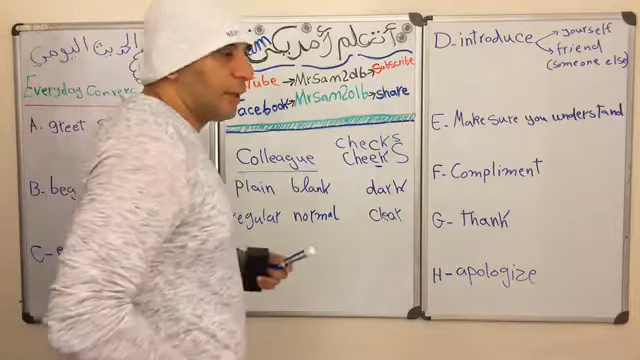 الحديث اليومي
Everyday Conver
A- greet
B- beg
C-
أتعلم أمريكي
Tube → MrSam2016 → Subscribe
Facebook → MrSam2016 → share
Colleague
checks
cheeks
Plain blank dark
regular normal clear
D- introduce
yourself
friend
(someone else)
E- Make sure you understand
F- Compliment
G- thank
H- apologize